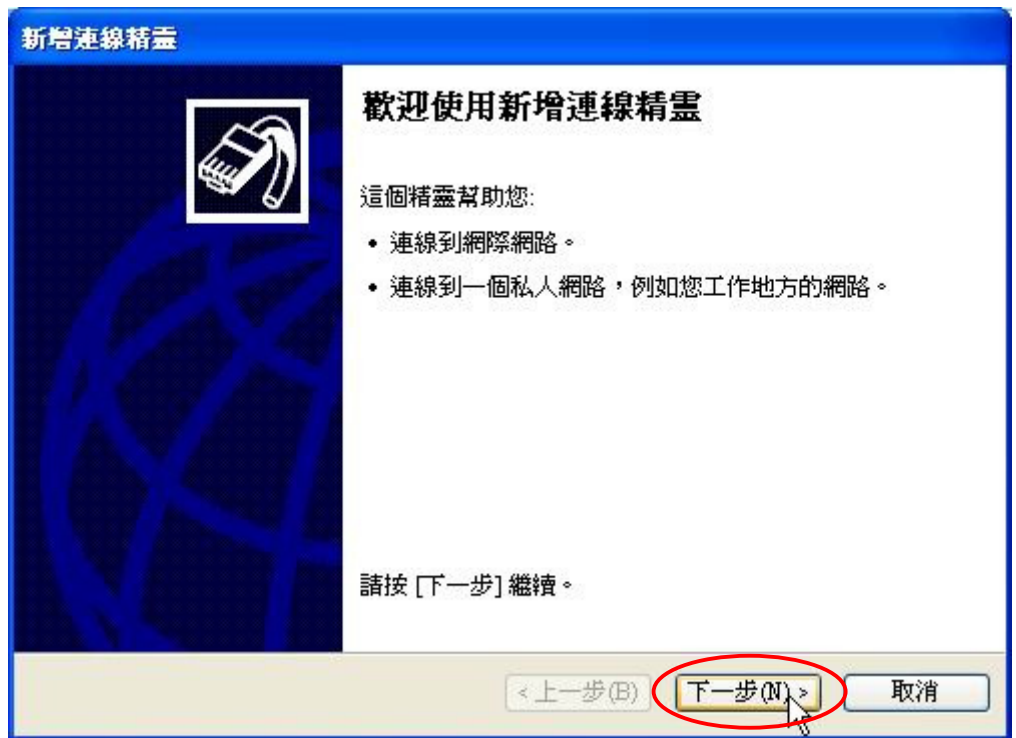 新增連線精靈
歡迎使用新增連線精靈
這個精靈幫助您:
• 連線到網際網路。
• 連線到一個私人網路，例如您工作地方的網路。
請按 [下一步] 繼續。
< 上一步(B) 下一步(N) > 取消